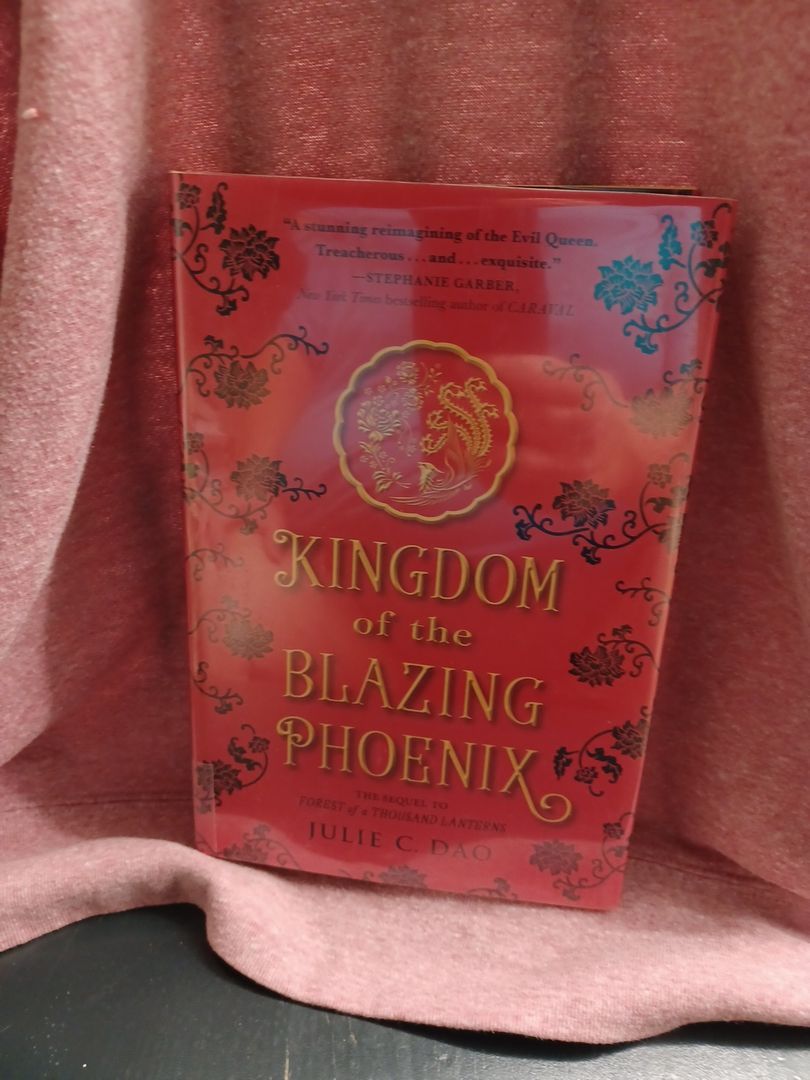 “A stunning reimagining of the Evil Queen.
Treacherous...and...exquisite.”
—STEPHANIE GARBER,
New York Times bestselling author of CARAVAL
KINGDOM
of the
BLAZING
PHOENIX
THE SEQUEL TO
FOREST of a THOUSAND LANTERNS
JULIE C. DAO